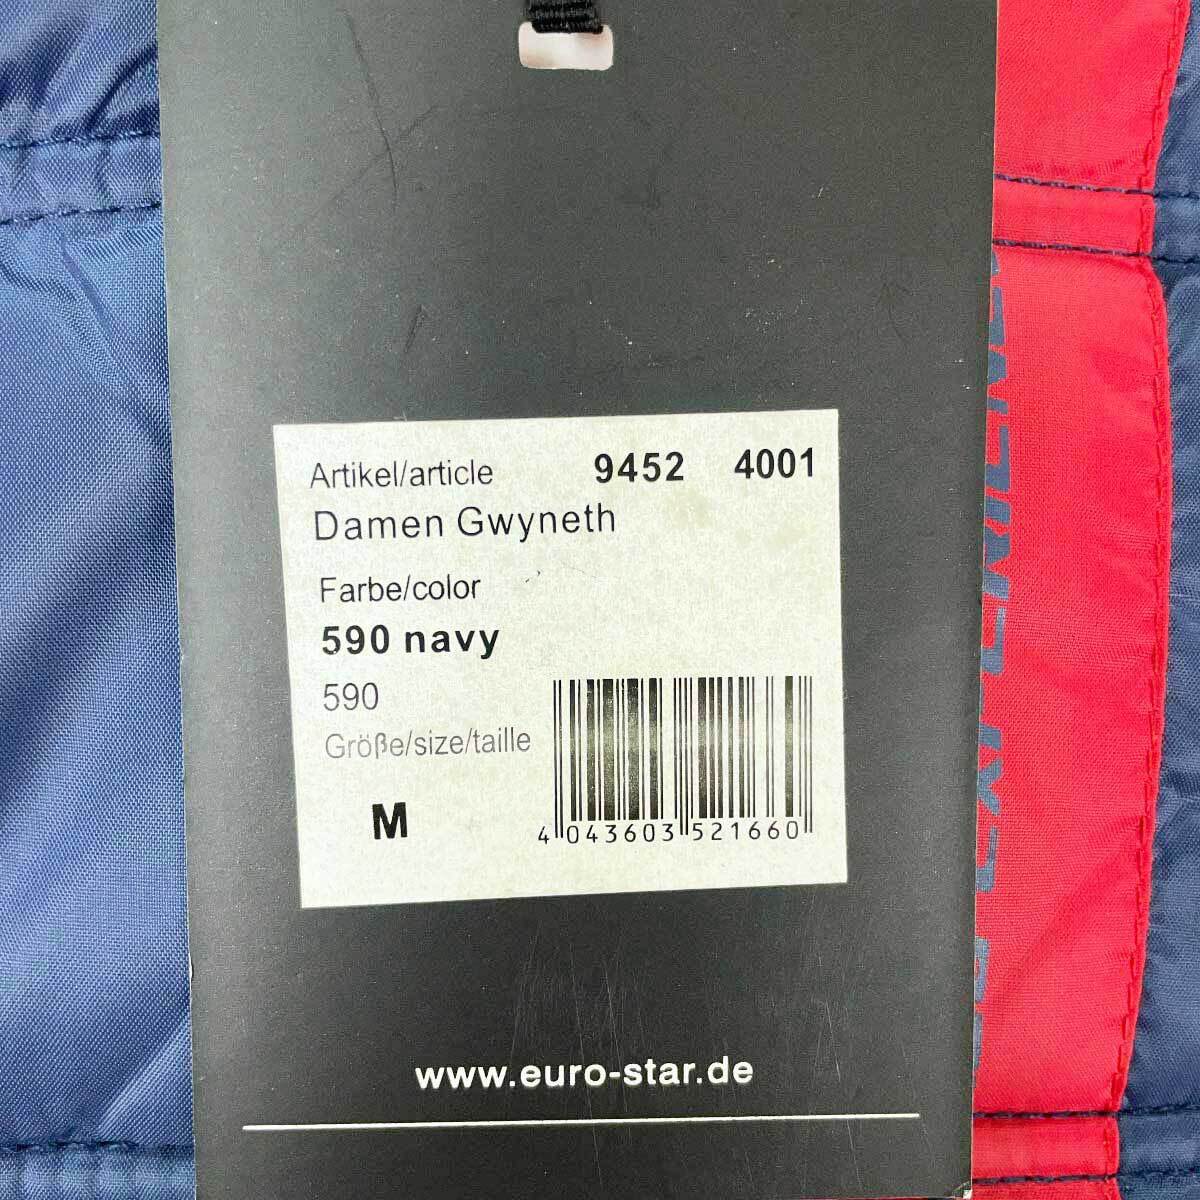 Artikel/article 9452 4001
Damen Gwyneth
Farbe/color
590 navy
590
Größe/size/taille
M
4 043603 521660
www.euro-star.de